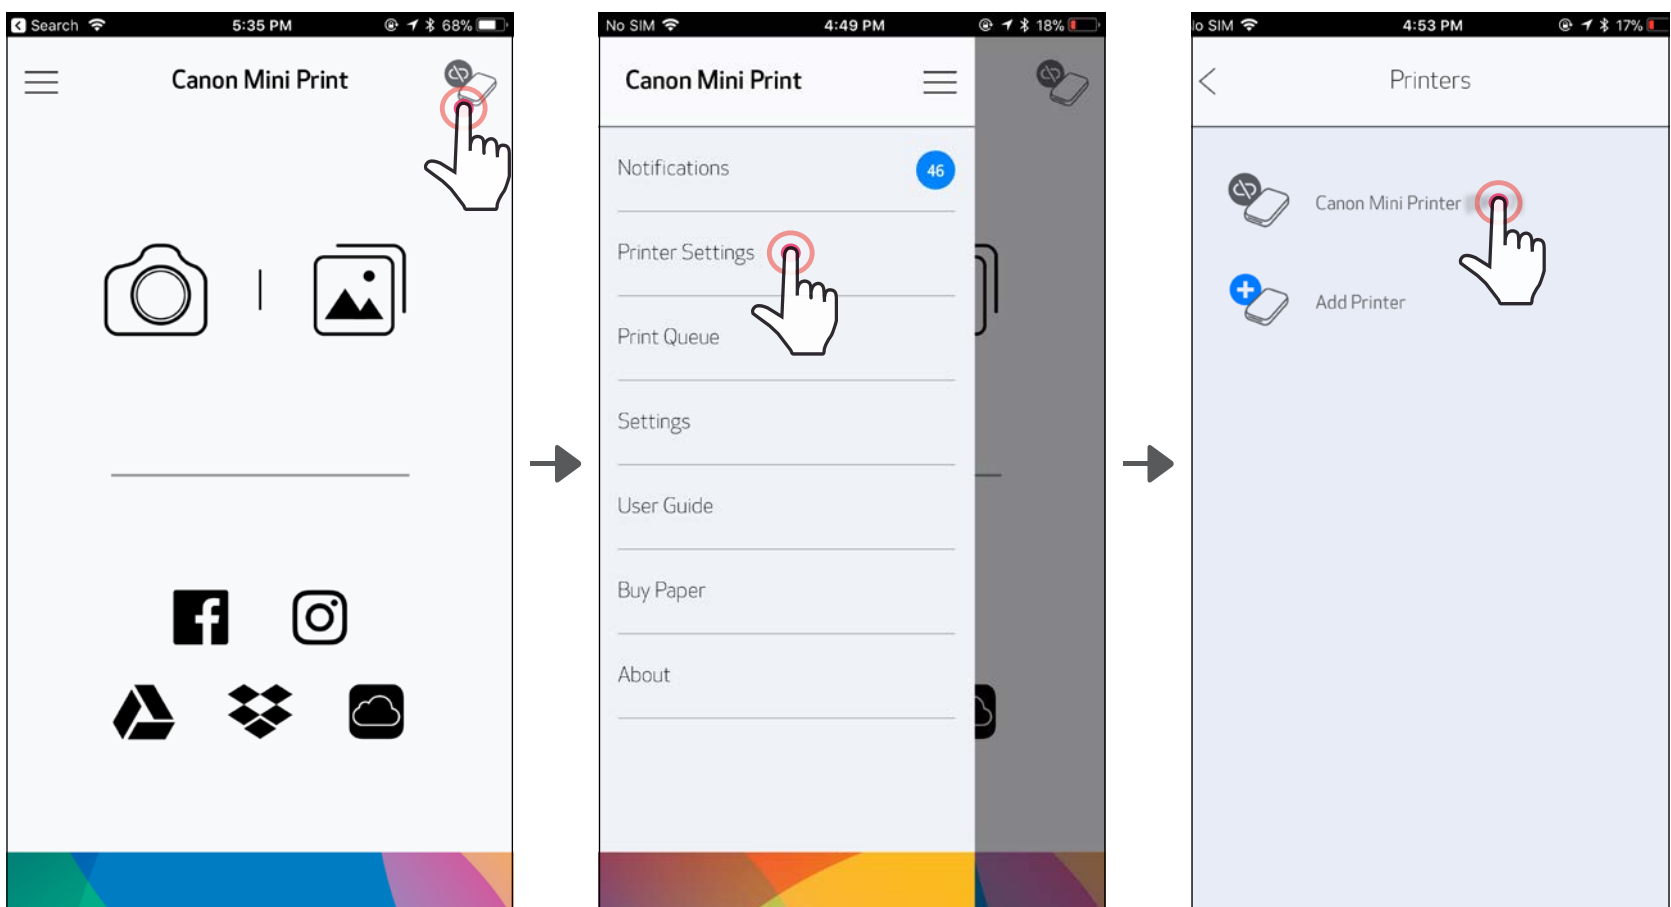 Search 5:35 PM 68%
Canon Mini Print
No SIM 4:49 PM 18%
Canon Mini Print
Notifications 46
Printer Settings
Print Queue
Settings
User Guide
Buy Paper
About
lo SIM 4:53 PM 17%
Printers
Canon Mini Printer
Add Printer